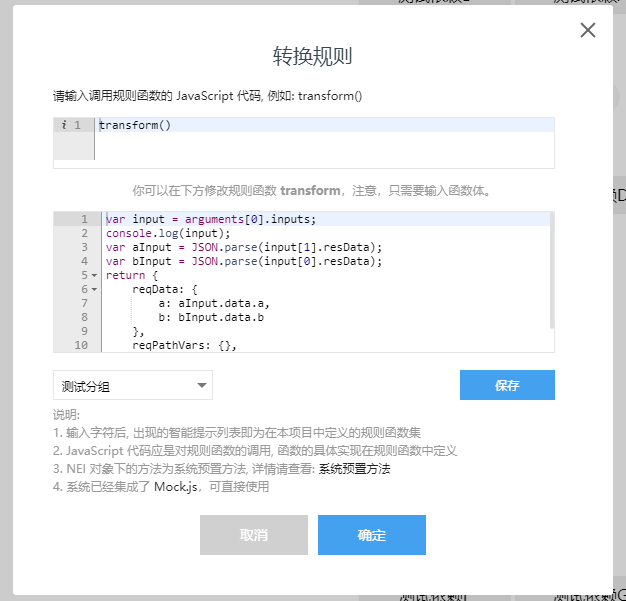 转换规则
请输入调用规则函数的 JavaScript 代码, 例如: transform()
i 1 transform()
你可以在下方修改规则函数 transform，注意，只需要输入函数体。
1 var input = arguments[0].inputs;
2 console.log(input);
3 var aInput = JSON.parse(input[1].resData);
4 var bInput = JSON.parse(input[0].resData);
5 return {
6 reqData: {
7 a: aInput.data.a,
8 b: bInput.data.b
9 },
10 reqPathVars: {},
测试分组
保存
说明:
1. 输入字符后, 出现的智能提示列表即为在本项目中定义的规则函数集
2. JavaScript 代码应是对规则函数的调用, 函数的具体实现在规则函数中定义
3. NEI 对象下的方法为系统预置方法, 详情请查看: 系统预置方法
4. 系统已经集成了 Mock.js，可直接使用
取消 确定